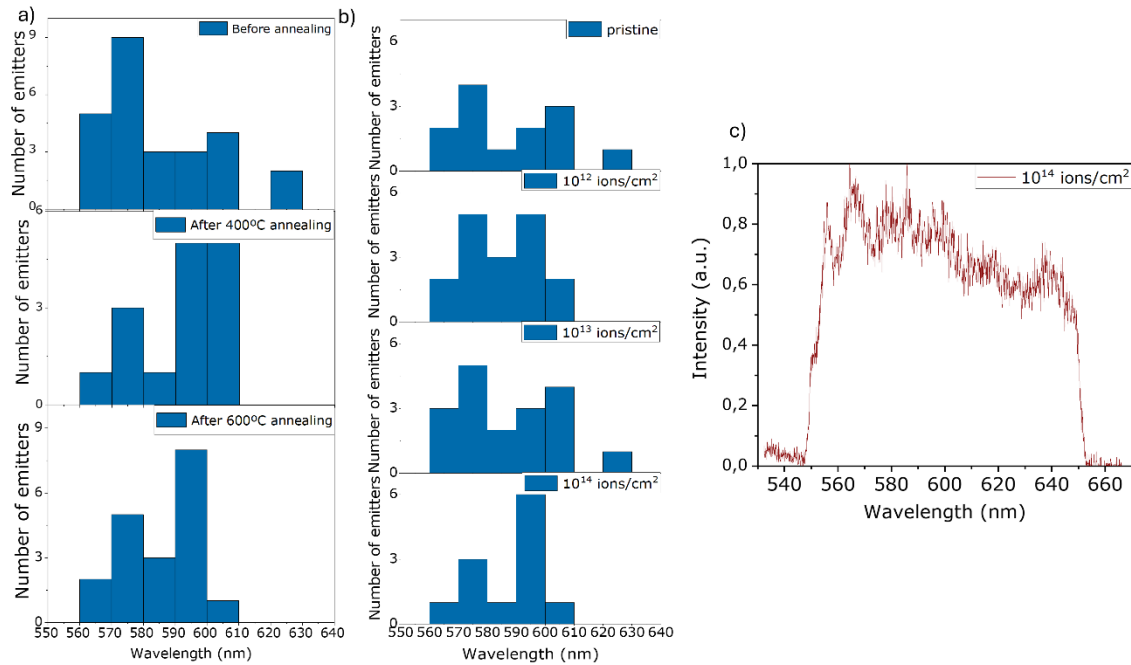 a)
Before annealing
Number of emitters
9
6
3
0
6
After 400ºC annealing
Number of emitters
3
0
After 600ºC annealing
Number of emitters
9
6
3
0
550 560 570 580 590 600 610 620 630 640
Wavelength (nm)
b)
pristine
Number of emitters
6
3
0
10¹² ions/cm²
Number of emitters
6
3
0
10¹³ ions/cm²
Number of emitters
6
3
0
10¹⁴ ions/cm²
Number of emitters
6
3
0
550 560 570 580 590 600 610 620 630 640
Wavelength (nm)
c)
10¹⁴ ions/cm²
Intensity (a.u.)
1,0
0,8
0,6
0,4
0,2
0,0
540 560 580 600 620 640 660
Wavelength (nm)